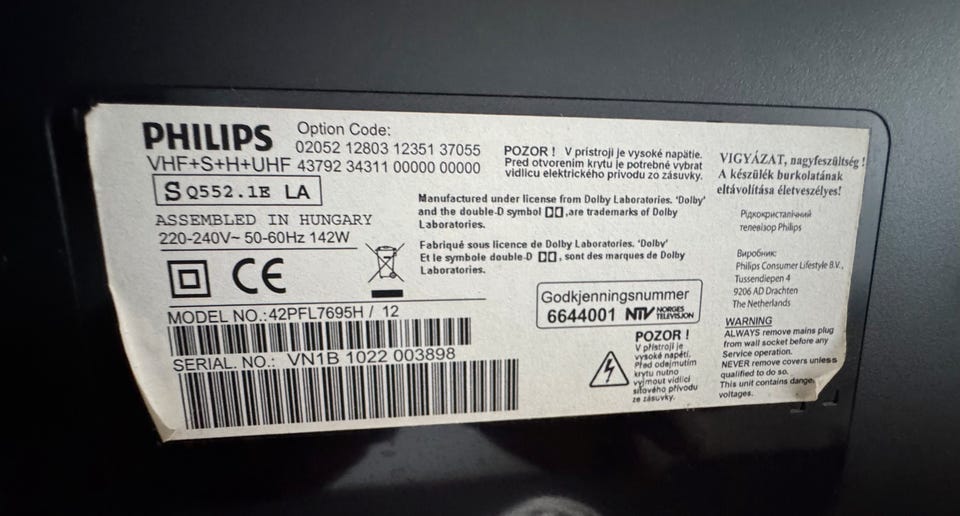 PHILIPS
VHF+S+H+UHF
Option Code:
02052 12803 12351 37055
43792 34311 00000 00000
S Q552.1B LA
ASSEMBLED IN HUNGARY
220-240V~ 50-60Hz 142W
CE
MODEL NO.:42PFL7695H / 12
SERIAL. NO.: VN1B 1022 003898
POZOR ! V přístroji je vysoké napätie.
Pred otvorením krytu je potrebné vybrat
vidlicu elektrického prívodu zo zásuvky.
Manufactured under license from Dolby Laboratories. 'Dolby'
and the double-D symbol ,are trademarks of Dolby
Laboratories.
Fabriqué sous licence de Dolby Laboratories. 'Dolby'
Et le symbole double-D , sont des marques de Dolby
Laboratories.
Godkjenningsnummer
6644001 NTV NORGES
TELEVISJON
POZOR !
V přístroji je
vysoké napětí.
Před odejmutím
krytu nutno
vyjmout vidlici
síťového přívodu
ze zásuvky.
VIGYÁZAT, nagyfeszültség !
A készülék burkolatának
eltávolítása életveszélyes!
Рідкокристалічний
телевізор Philips
Виробник:
Philips Consumer Lifestyle B.V.,
Tussendiepen 4
9206 AD Drachten
The Netherlands
WARNING
ALWAYS remove mains plug
from wall socket before any
Service operation.
NEVER remove covers unless
qualified to do so.
This unit contains
voltages.